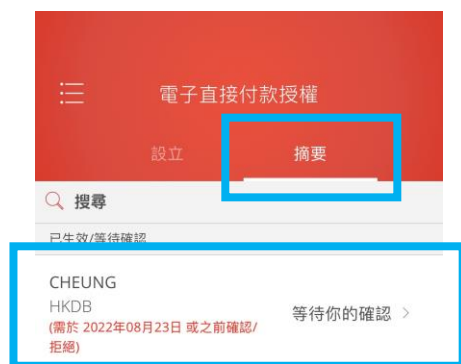 電子直接付款授權
設立
摘要
搜尋
已生效/等待確認
CHEUNG
HKDB
(需於 2022年08月23日 或之前確認/
拒絕)
等待你的確認